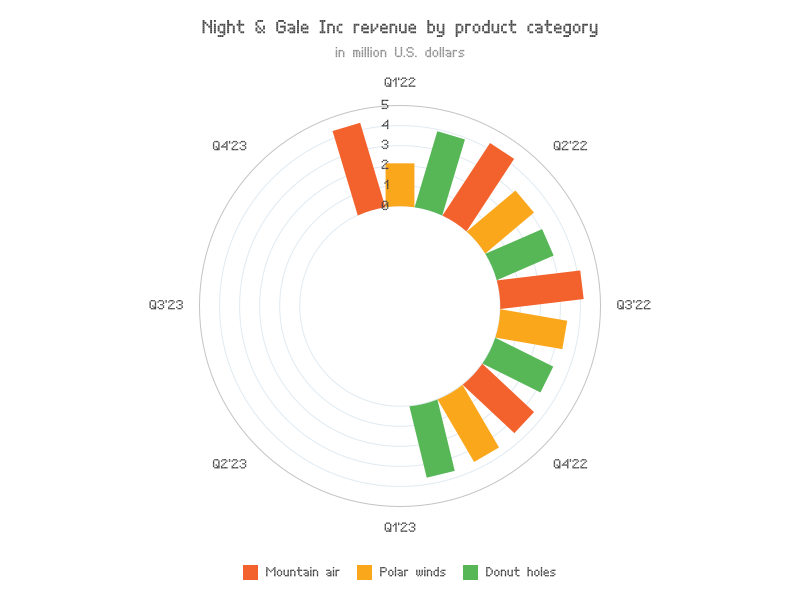 Night & Gale Inc revenue by product category
in million U.S. dollars
Q1'22
5
4
3
2
1
0
Q4'23
Q2'22
Q3'23
Q3'22
Q2'23
Q4'22
Q1'23
Mountain air
Polar winds
Donut holes